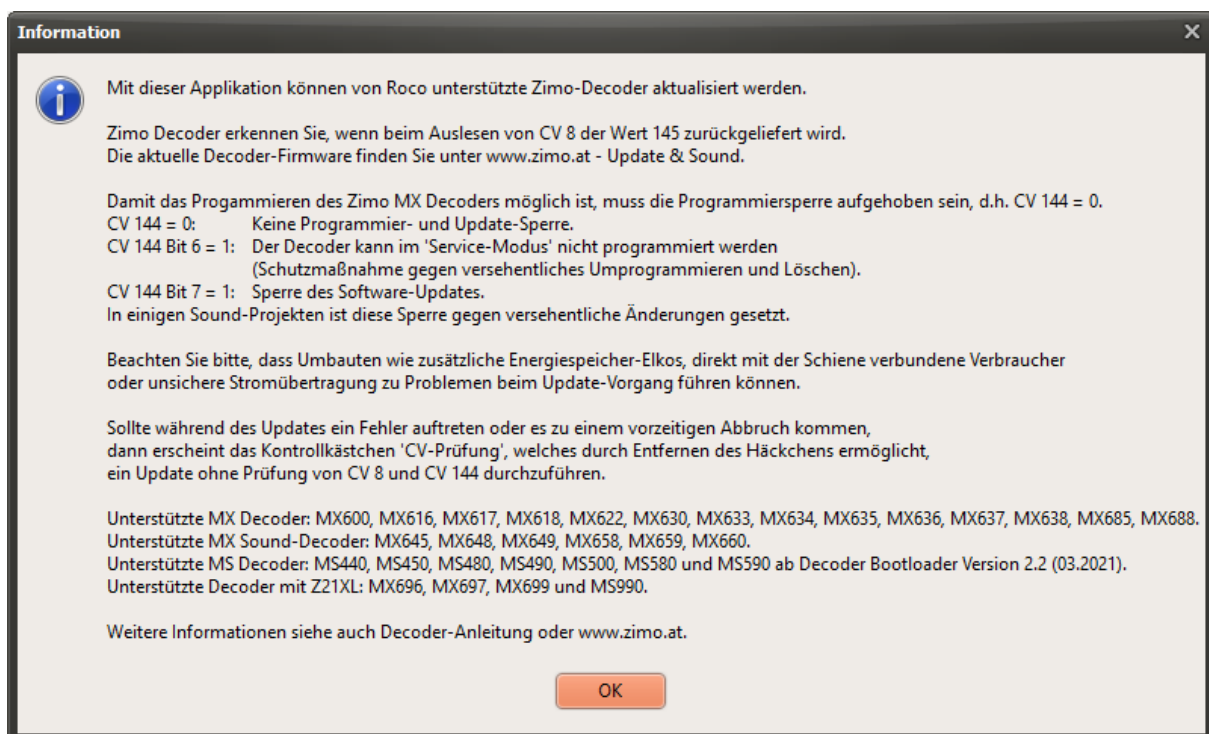 Information
Mit dieser Applikation können von Roco unterstützte Zimo-Decoder aktualisiert werden.
Zimo Decoder erkennen Sie, wenn beim Auslesen von CV 8 der Wert 145 zurückgeliefert wird.
Die aktuelle Decoder-Firmware finden Sie unter www.zimo.at - Update & Sound.
Damit das Progammieren des Zimo MX Decoders möglich ist, muss die Programmiersperre aufgehoben sein, d.h. CV 144 = 0.
CV 144 = 0: Keine Programmier- und Update-Sperre.
CV 144 Bit 6 = 1: Der Decoder kann im 'Service-Modus' nicht programmiert werden
(Schutzmaßnahme gegen versehentliches Umprogrammieren und Löschen).
CV 144 Bit 7 = 1: Sperre des Software-Updates.
In einigen Sound-Projekten ist diese Sperre gegen versehentliche Änderungen gesetzt.
Beachten Sie bitte, dass Umbauten wie zusätzliche Energiespeicher-Elkos, direkt mit der Schiene verbundene Verbraucher
oder unsichere Stromübertragung zu Problemen beim Update-Vorgang führen können.
Sollte während des Updates ein Fehler auftreten oder es zu einem vorzeitigen Abbruch kommen,
dann erscheint das Kontrollkästchen 'CV-Prüfung', welches durch Entfernen des Häckchens ermöglicht,
ein Update ohne Prüfung von CV 8 und CV 144 durchzuführen.
Unterstützte MX Decoder: MX600, MX616, MX617, MX618, MX622, MX630, MX633, MX634, MX635, MX636, MX637, MX638, MX685, MX688.
Unterstützte MX Sound-Decoder: MX645, MX648, MX649, MX658, MX659, MX660.
Unterstützte MS Decoder: MS440, MS450, MS480, MS490, MS500, MS580 und MS590 ab Decoder Bootloader Version 2.2 (03.2021).
Unterstützte Decoder mit Z21XL: MX696, MX697, MX699 und MS990.
Weitere Informationen siehe auch Decoder-Anleitung oder www.zimo.at.
OK